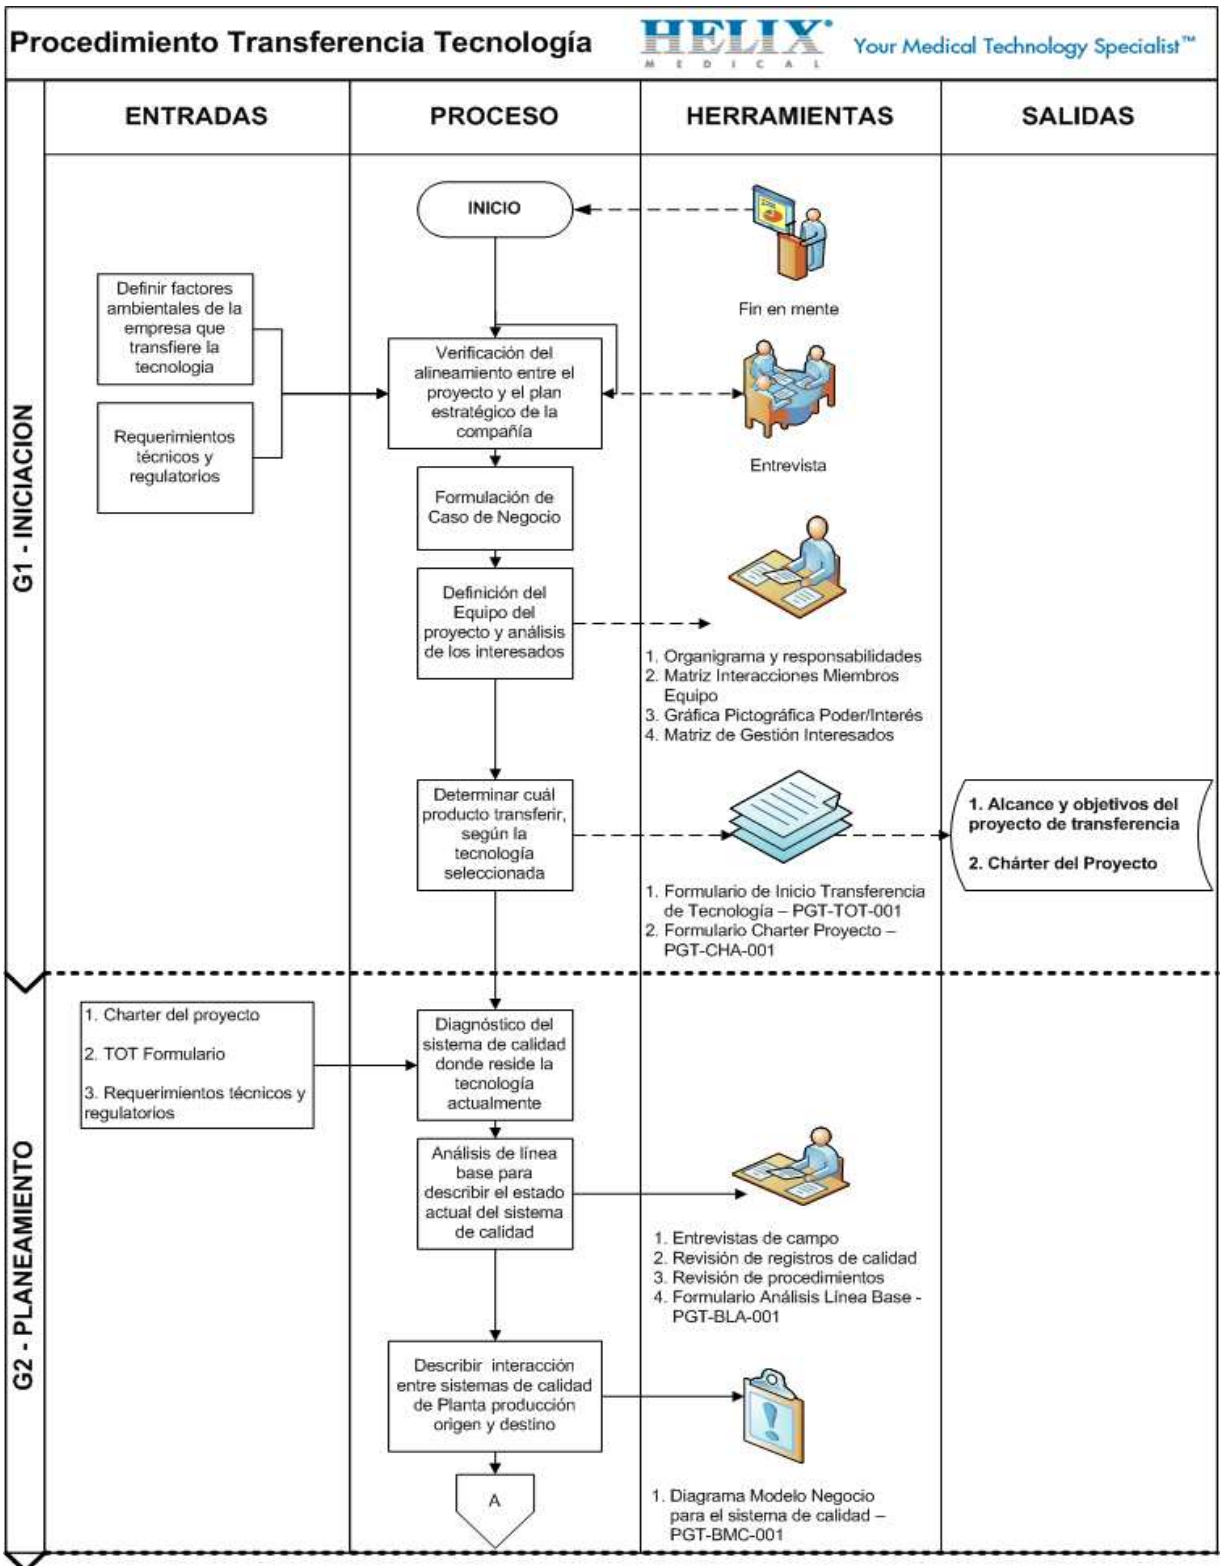 Procedimiento Transferencia Tecnología
HELIX
MEDICAL
Your Medical Technology Specialist™
ENTRADAS
PROCESO
HERRAMIENTAS
SALIDAS
G1 - INICIACION
INICIO
Fin en mente
Definir factores
ambientales de la
empresa que
transfiere la
tecnologia
Requerimientos
técnicos y
regulatorios
Verificación del
alineamiento entre el
proyecto y el plan
estratégico de la
compañía
Entrevista
Formulación de
Caso de Negocio
Definición del
Equipo del
proyecto y análisis
de los interesados
1. Organigrama y responsabilidades
2. Matriz Interacciones Miembros
Equipo
3. Gráfica Pictográfica Poder/Interés
4. Matriz de Gestión Interesados
Determinar cuál
producto transferir,
según la
tecnología
seleccionada
1. Formulario de Inicio Transferencia
de Tecnología – PGT-TOT-001
2. Formulario Charter Proyecto –
PGT-CHA-001
1. Alcance y objetivos del
proyecto de transferencia
2. Chárter del Proyecto
G2 - PLANEAMIENTO
1. Charter del proyecto
2. TOT Formulario
3. Requerimientos técnicos y
regulatorios
Diagnóstico del
sistema de calidad
donde reside la
tecnología
actualmente
Análisis de línea
base para
describir el estado
actual del sistema
de calidad
1. Entrevistas de campo
2. Revisión de registros de calidad
3. Revisión de procedimientos
4. Formulario Análisis Línea Base -
PGT-BLA-001
Describir interacción
entre sistemas de calidad
de Planta producción
origen y destino
A
1. Diagrama Modelo Negocio
para el sistema de calidad –
PGT-BMC-001